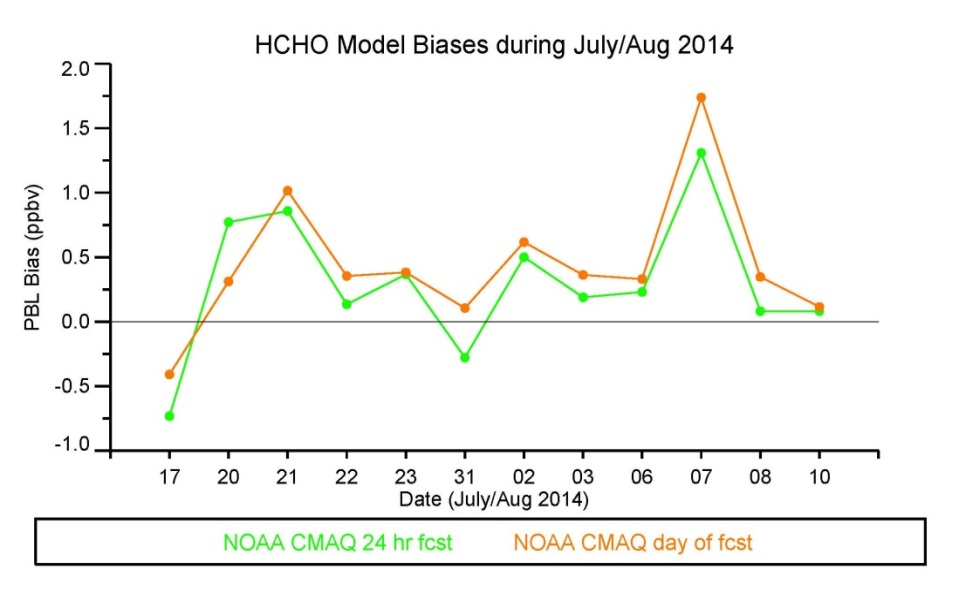 HCHO Model Biases during July/Aug 2014
PBL Bias (ppbv)
2.0
1.5
1.0
0.5
0.0
-0.5
-1.0
17 20 21 22 23 31 02 03 06 07 08 10
Date (July/Aug 2014)
NOAA CMAQ 24 hr fcst NOAA CMAQ day of fcst